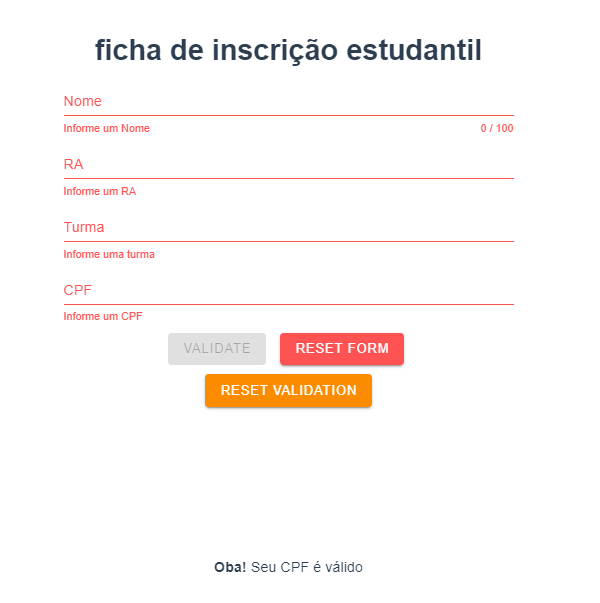 ficha de inscrição estudantil
Nome
Informe um Nome 0 / 100
RA
Informe um RA
Turma
Informe uma turma
CPF
Informe um CPF
VALIDATE RESET FORM
RESET VALIDATION
Oba! Seu CPF é válido